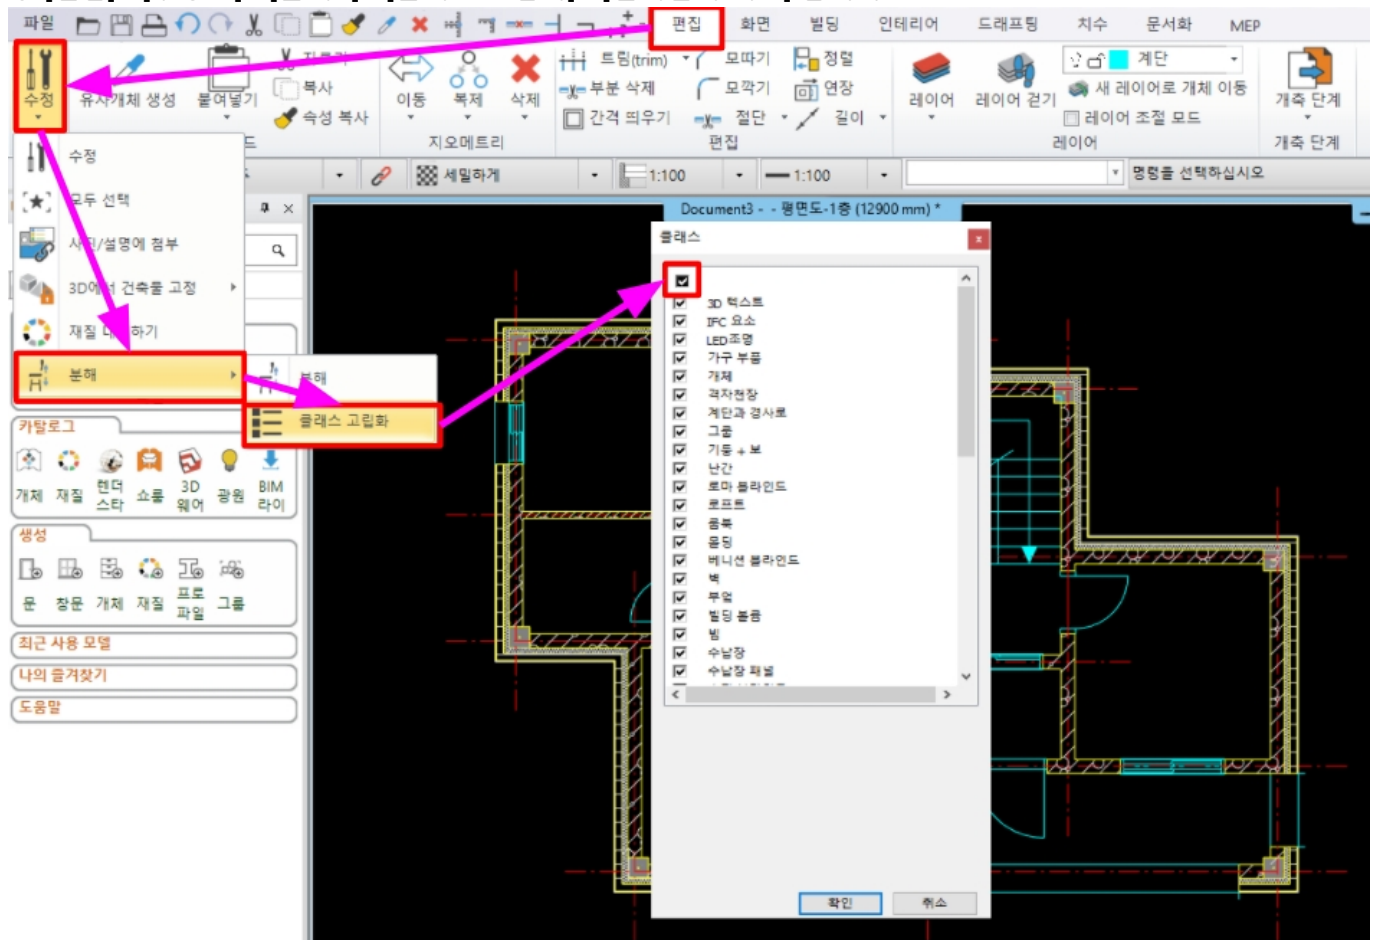 파일 편집 화면 빌딩 인테리어 드래프팅 치수 문서화 MEP
수정 유사개체 생성 붙여넣기 복사 속성 복사
이동 복제 삭제
트림(trim) 모따기 정렬
부분 삭제 모깍기 연장
간격 띄우기 절단 길이
레이어 레이어 걷기
계단
새 레이어로 개체 이동
레이어 조절 모드
개축 단계
지오메트리 편집 레이어 개축 단계
세밀하게 1:100 1:100 명령을 선택하십시오
Document3 - - 평면도-1층 (12900 mm) *
수정
모두 선택
사진/설명에 첨부
3D에서 건축물 고정
분해
분해
클래스 고립화
카탈로그
개체 재질 렌더 스타 쇼룸 3D 웨어 광원 BIM 라이
생성
문 창문 개체 재질 프로파일 그룹
최근 사용 모델
나의 즐겨찾기
도움말
클래스
3D 텍스트
IFC 요소
LED조명
가구 부품
개체
격자천장
계단과 경사로
그룹
기둥 + 보
난간
로마 블라인드
로프트
룸북
몰딩
베니션 블라인드
벽
부엌
빌딩 볼륨
빔
수납장
수납장 패널
확인 취소